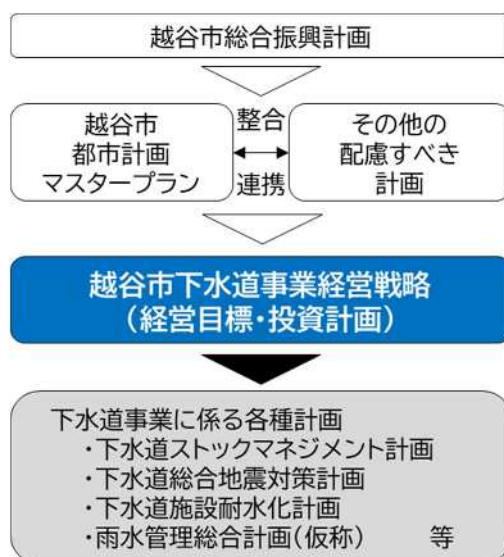 越谷市総合振興計画
越谷市
都市計画
マスタープラン
整合
連携
その他の
配慮すべき
計画
越谷市下水道事業経営戦略
（経営目標・投資計画）
下水道事業に係る各種計画
・下水道ストックマネジメント計画
・下水道総合地震対策計画
・下水道施設耐水化計画
・雨水管理総合計画（仮称）　　等